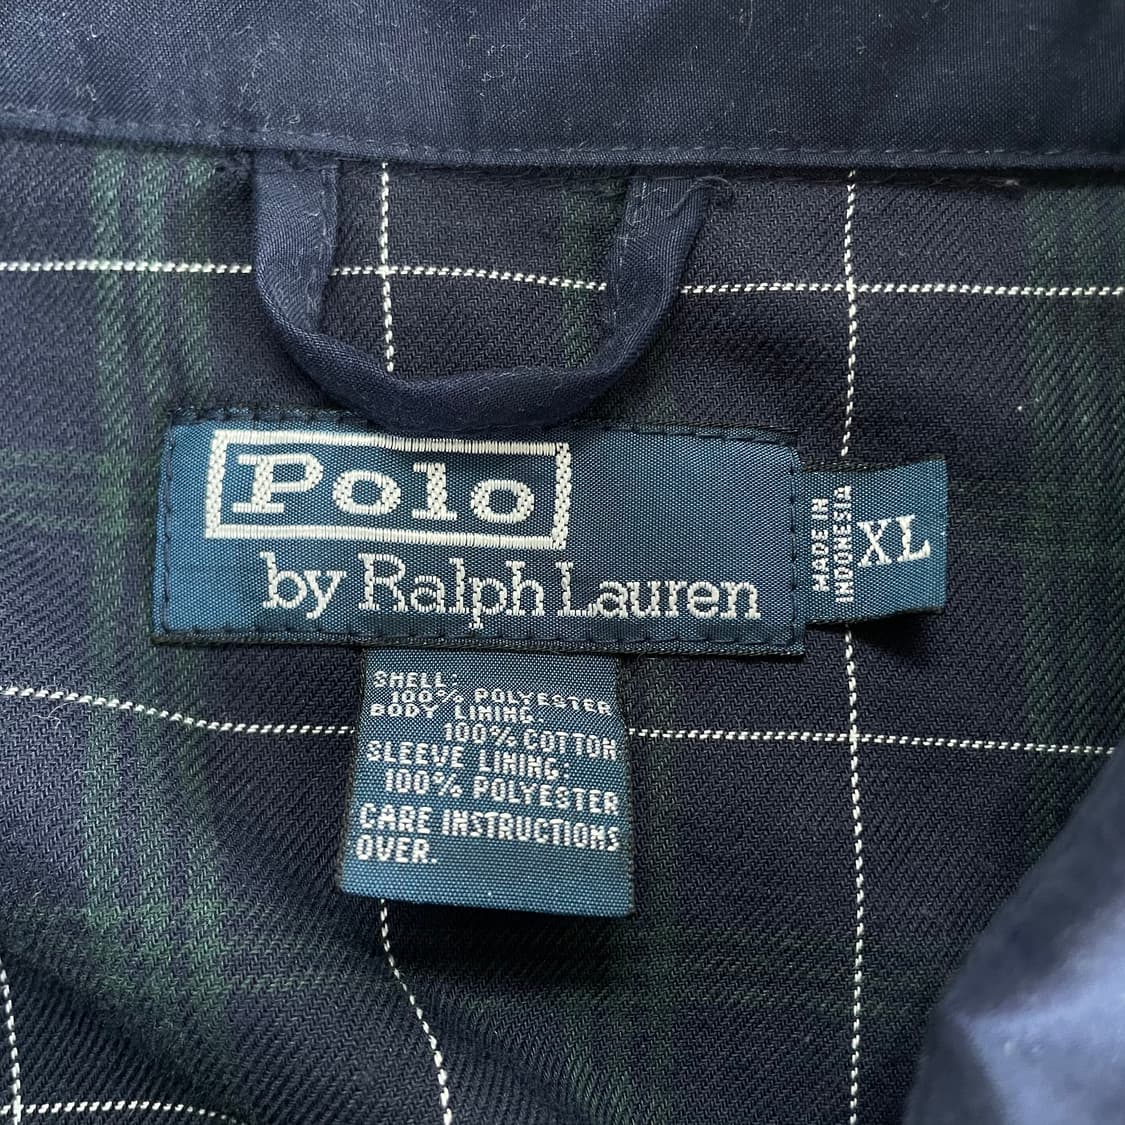 Polo
by Ralph Lauren
MADE IN
INDONESIA
XL
SHELL:
100% POLYESTER
BODY LINING:
100% COTTON
SLEEVE LINING:
100% POLYESTER
CARE INSTRUCTIONS
OVER.